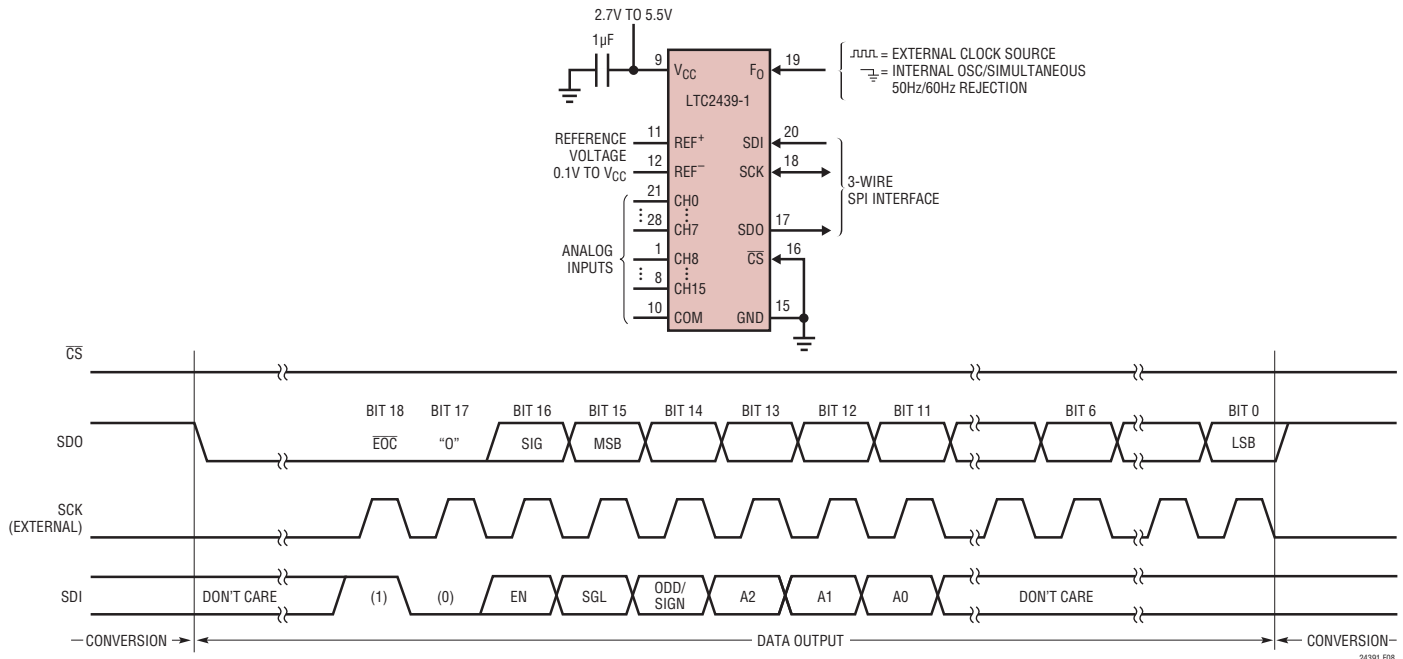 2.7V TO 5.5V
1µF
9
VCC
FO
19
= EXTERNAL CLOCK SOURCE
= INTERNAL OSC/SIMULTANEOUS
50Hz/60Hz REJECTION
LTC2439-1
REFERENCE
VOLTAGE
0.1V TO VCC
11
REF+
SDI
20
12
REF–
SCK
18
3-WIRE
SPI INTERFACE
ANALOG
INPUTS
21
CH0
28
CH7
SDO
17
1
CH8
CS
16
8
CH15
10
COM
GND
15
CS
BIT 18 BIT 17 BIT 16 BIT 15 BIT 14 BIT 13 BIT 12 BIT 11 BIT 6 BIT 0
SDO
EOC "0" SIG MSB LSB
SCK
(EXTERNAL)
SDI
DON'T CARE (1) (0) EN SGL ODD/
SIGN A2 A1 A0 DON'T CARE
CONVERSION DATA OUTPUT CONVERSION
24391 F08